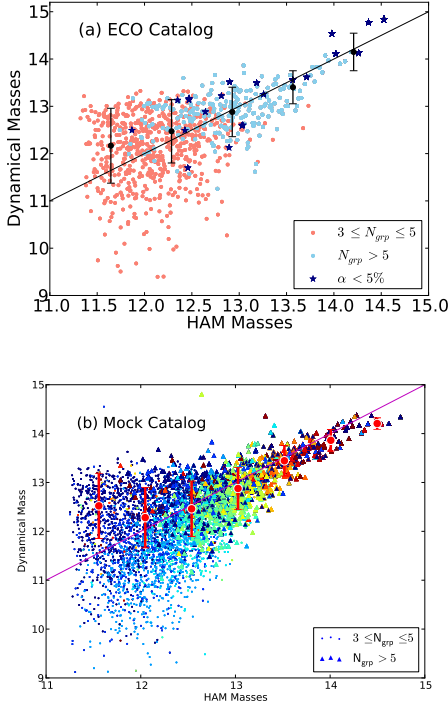 (a) ECO Catalog
Dynamical Masses
15
14
13
12
11
10
9
3 ≤ N_grp ≤ 5
N_grp > 5
α < 5%
11.0 11.5 12.0 12.5 13.0 13.5 14.0 14.5 15.0
HAM Masses
(b) Mock Catalog
Dynamical Mass
15
14
13
12
11
10
9
3 ≤N_grp ≤5
N_grp > 5
11 12 13 14 15
HAM Masses